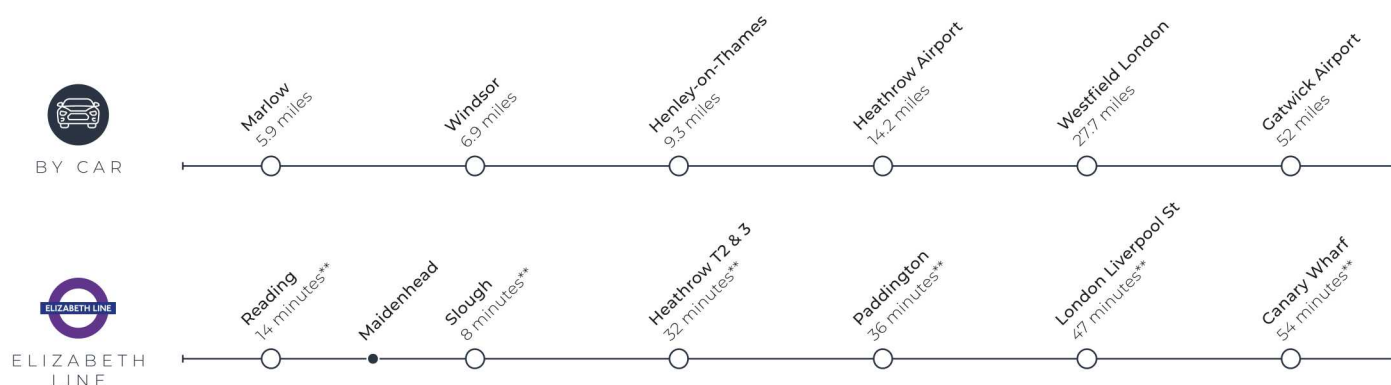 BY CAR
Marlow
5.9 miles
Windsor
6.9 miles
Henley-on-Thames
9.3 miles
Heathrow Airport
14.2 miles
Westfield London
27.7 miles
Gatwick Airport
52 miles
ELIZABETH LINE
ELIZABETH
LINE
Reading
14 minutes**
Maidenhead
Slough
8 minutes**
Heathrow T2 & 3
32 minutes**
Paddington
36 minutes**
London Liverpool St
47 minutes**
Canary Wharf
54 minutes**